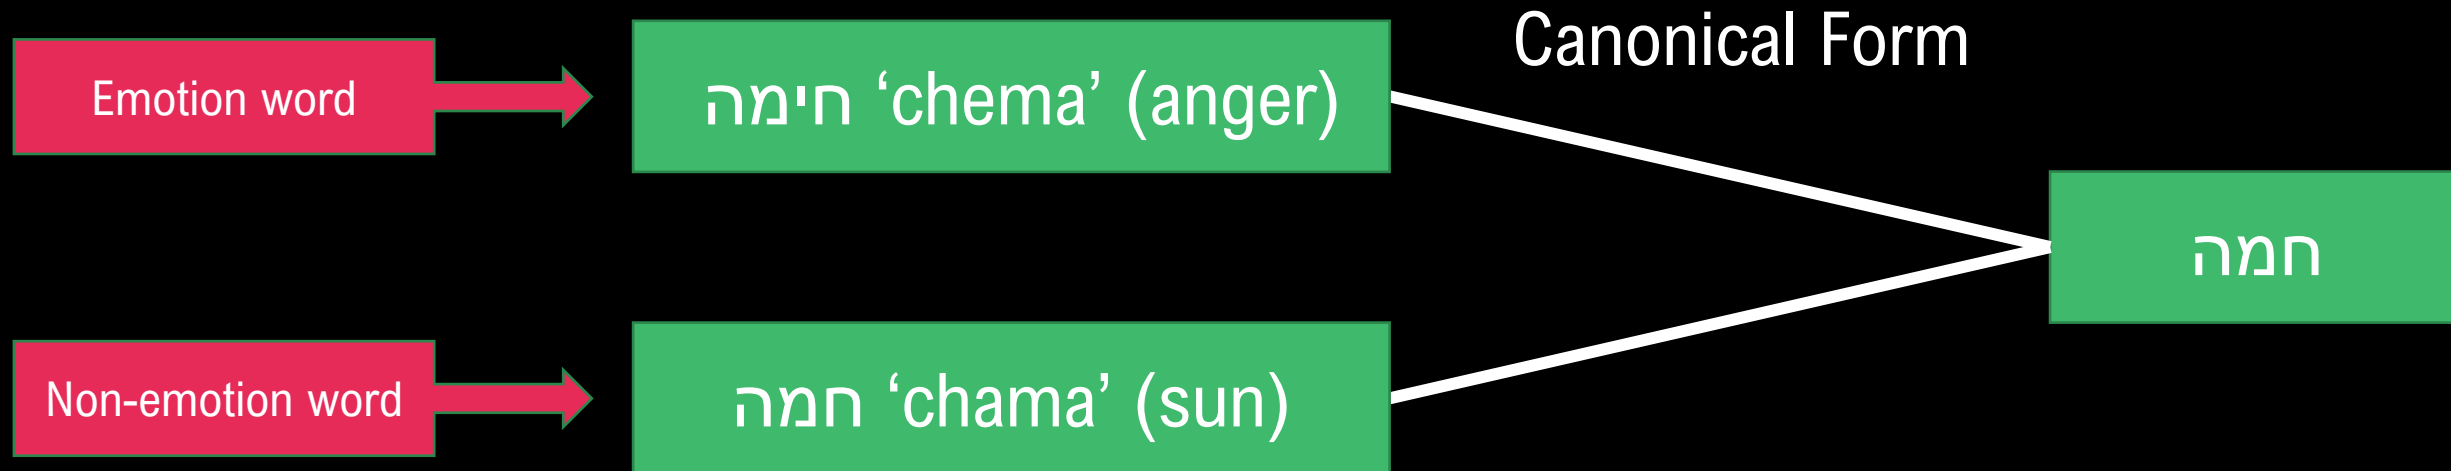 Canonical Form
Emotion word
חימה ‘chema’ (anger)
חמה
Non-emotion word
חמה ‘chama’ (sun)